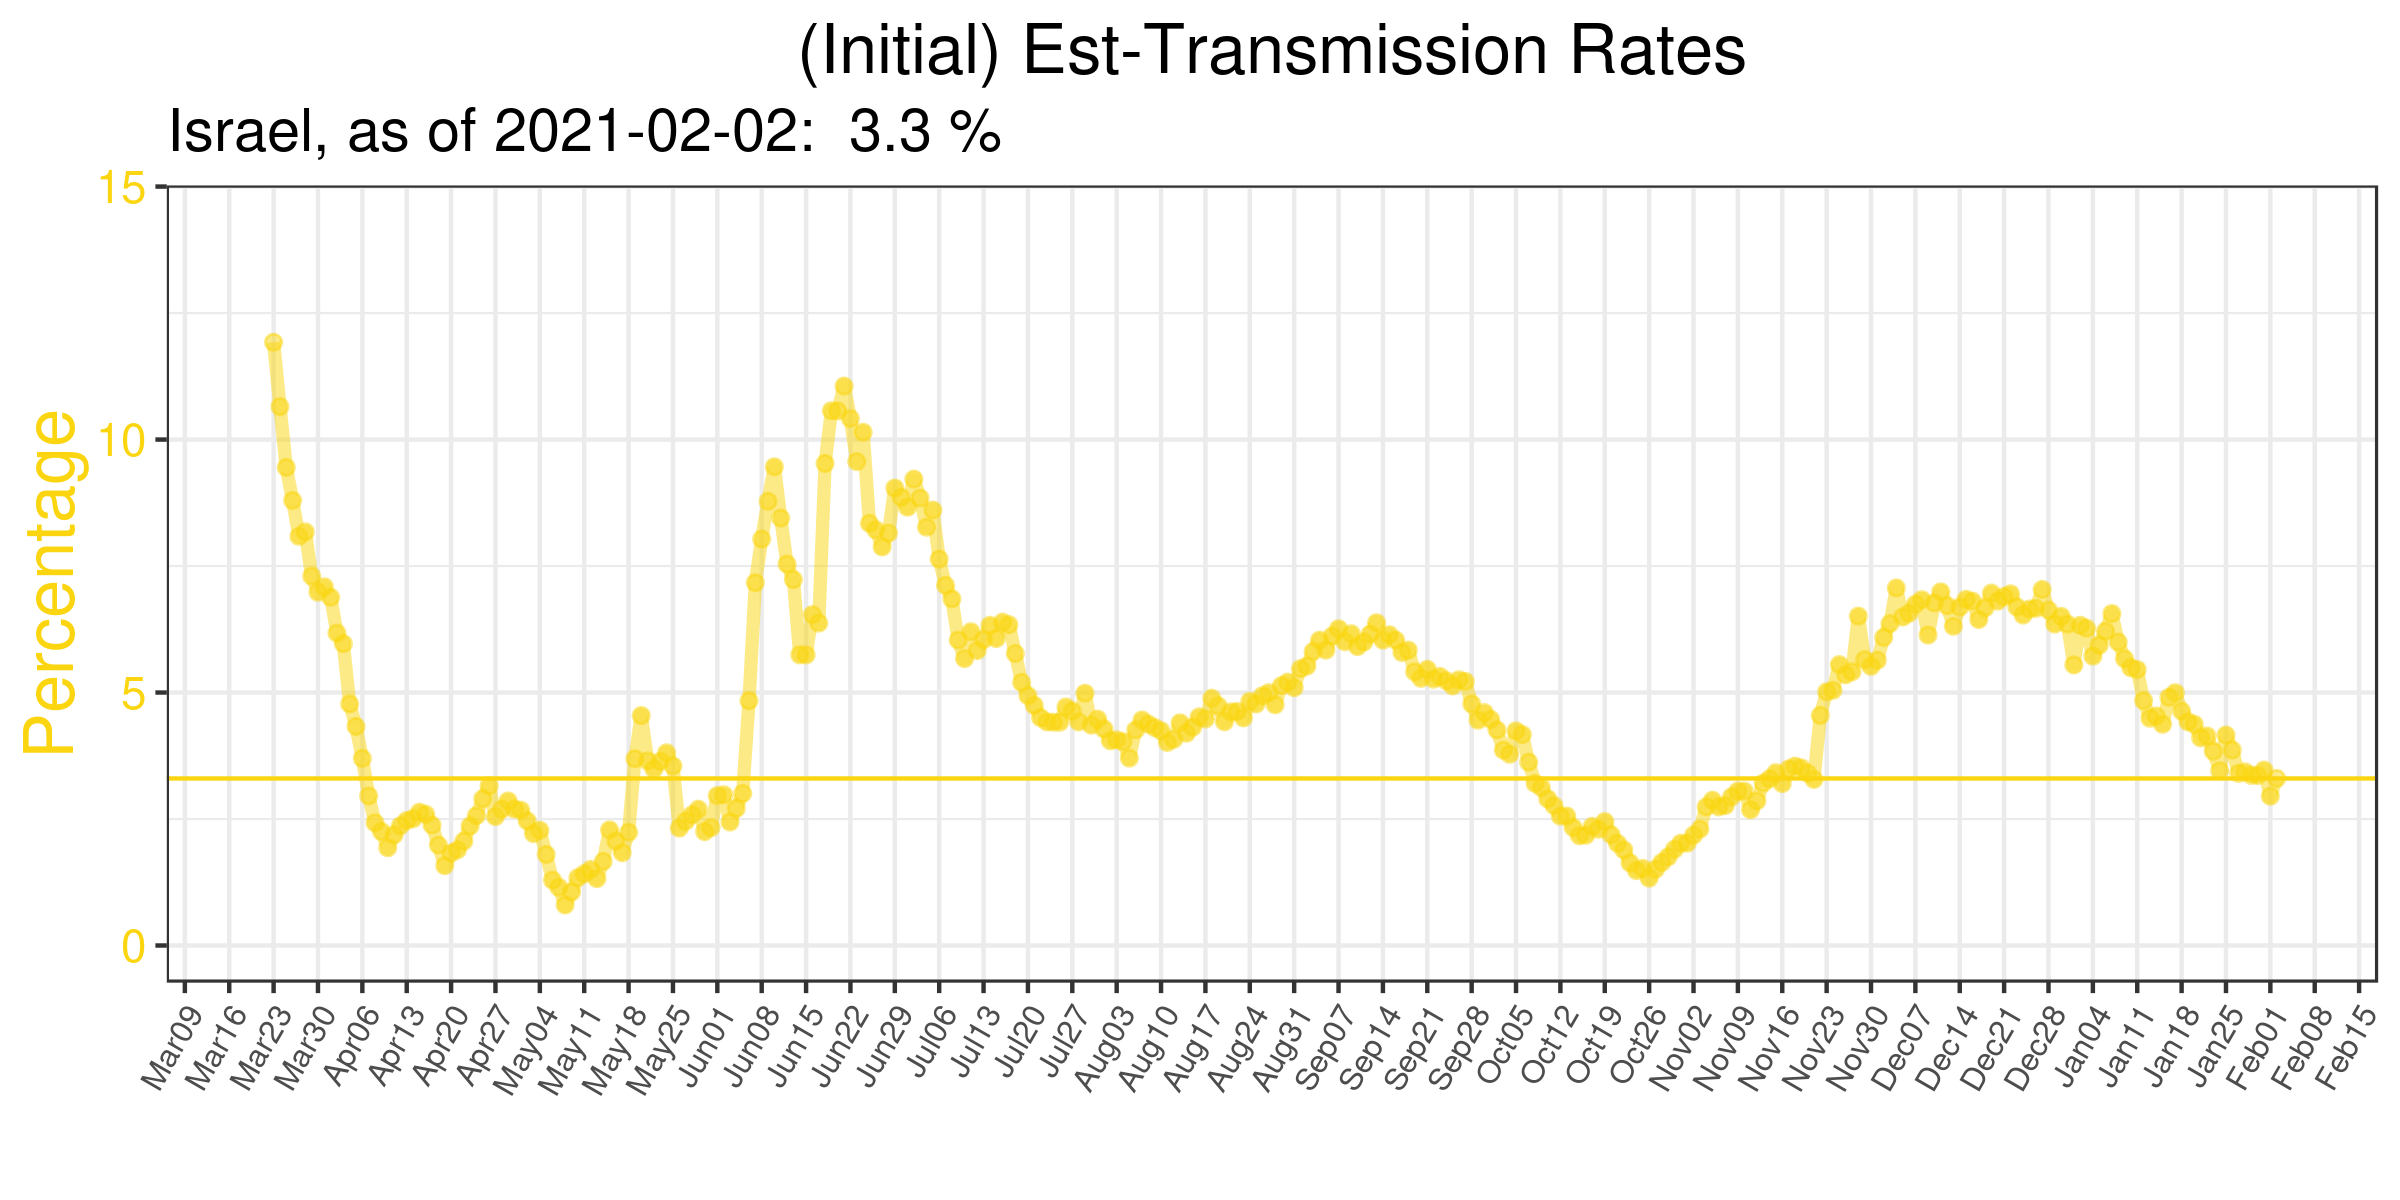 (Initial) Est-Transmission Rates
Israel, as of 2021-02-02:  3.3 %
Percentage
15
10
5
0
Mar09
Mar16
Mar23
Mar30
Apr06
Apr13
Apr20
Apr27
May04
May11
May18
May25
Jun01
Jun08
Jun15
Jun22
Jun29
Jul06
Jul13
Jul20
Jul27
Aug03
Aug10
Aug17
Aug24
Aug31
Sep07
Sep14
Sep21
Sep28
Oct05
Oct12
Oct19
Oct26
Nov02
Nov09
Nov16
Nov23
Nov30
Dec07
Dec14
Dec21
Dec28
Jan04
Jan11
Jan18
Jan25
Feb01
Feb08
Feb15